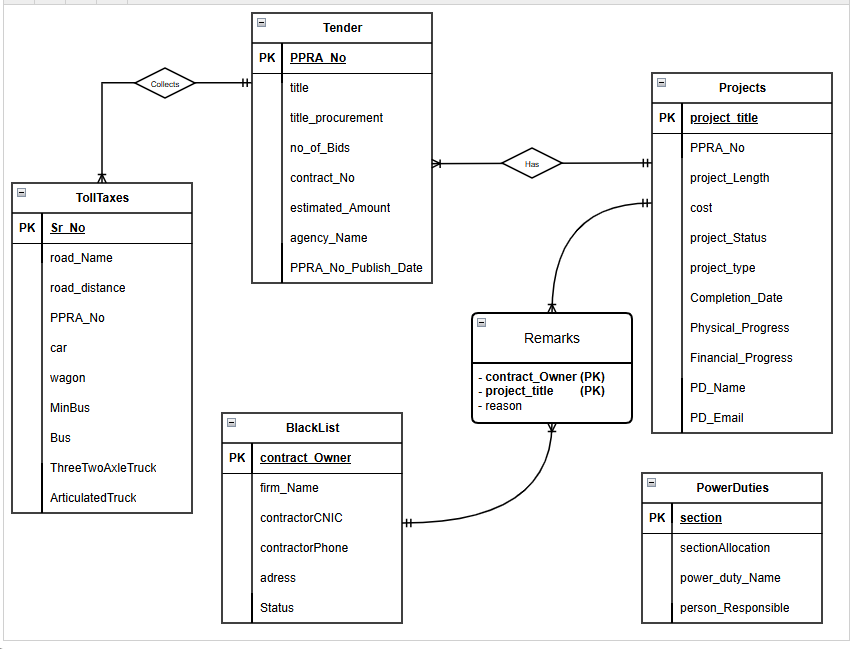 Tender
PK PPRA_No
title
title_procurement
no_of_Bids
contract_No
estimated_Amount
agency_Name
PPRA_No_Publish_Date
Collects
Has
Projects
PK project_title
PPRA_No
project_Length
cost
project_Status
project_type
Completion_Date
Physical_Progress
Financial_Progress
PD_Name
PD_Email
TollTaxes
PK Sr_No
road_Name
road_distance
PPRA_No
car
wagon
MinBus
Bus
ThreeTwoAxleTruck
ArticulatedTruck
Remarks
- contract_Owner (PK)
- project_title (PK)
- reason
BlackList
PK contract_Owner
firm_Name
contractorCNIC
contractorPhone
adress
Status
PowerDuties
PK section
sectionAllocation
power_duty_Name
person_Responsible